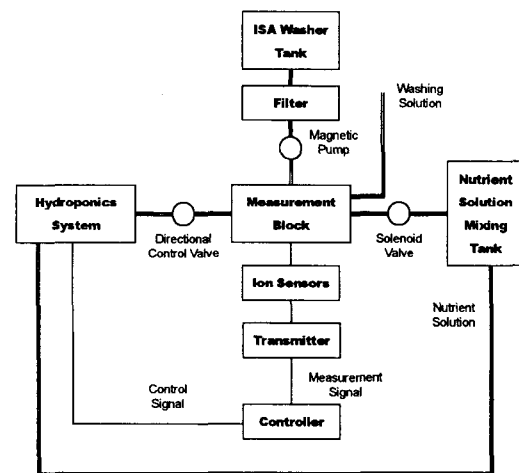 ISA Washer
Tank
Filter
Washing
Solution
Magnetic
Pump
Hydroponics
System
Directional
Control Valve
Measurement
Block
Solenoid
Valve
Nutrient
Solution
Mixing
Tank
Ion Sensors
Nutrient
Solution
Transmitter
Control
Signal
Measurement
Signal
Controller